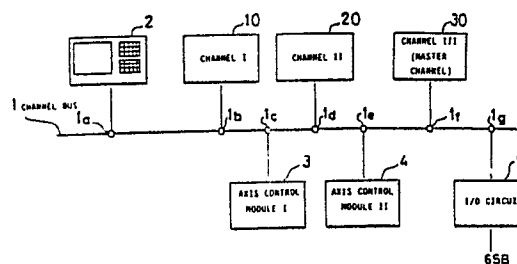 2
10
20
30
CHANNEL I
CHANNEL II
CHANNEL III
(MASTER
CHANNEL)
1 CHANNEL BUS
1a
1b
1c
1d
1e
1f
1g
3
4
AXIS CONTROL
MODULE I
AXIS CONTROL
MODULE II
I/O CIRCUI
65B